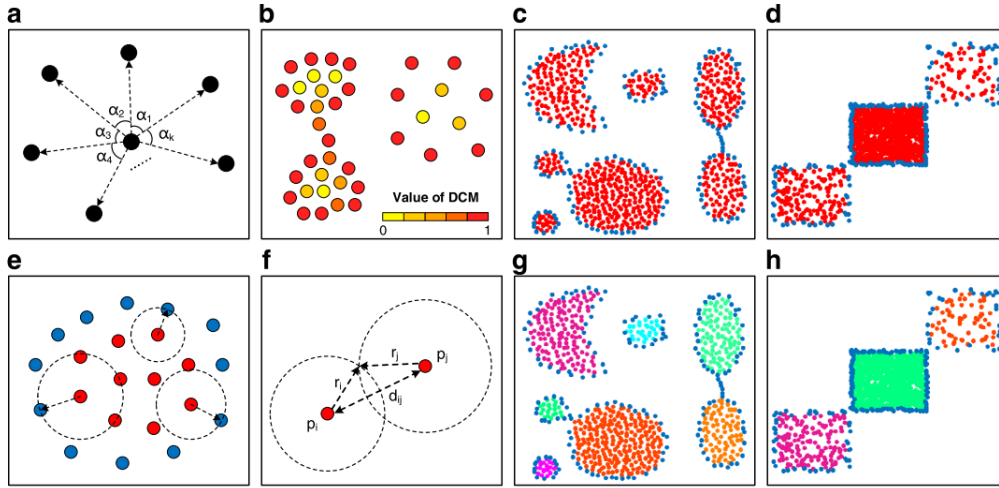 a
b
c
d
α₂
α₁
α₃
αₖ
α₄
Value of DCM
0 1
e
f
g
h
rⱼ
pⱼ
rᵢ
dᵢⱼ
pᵢ